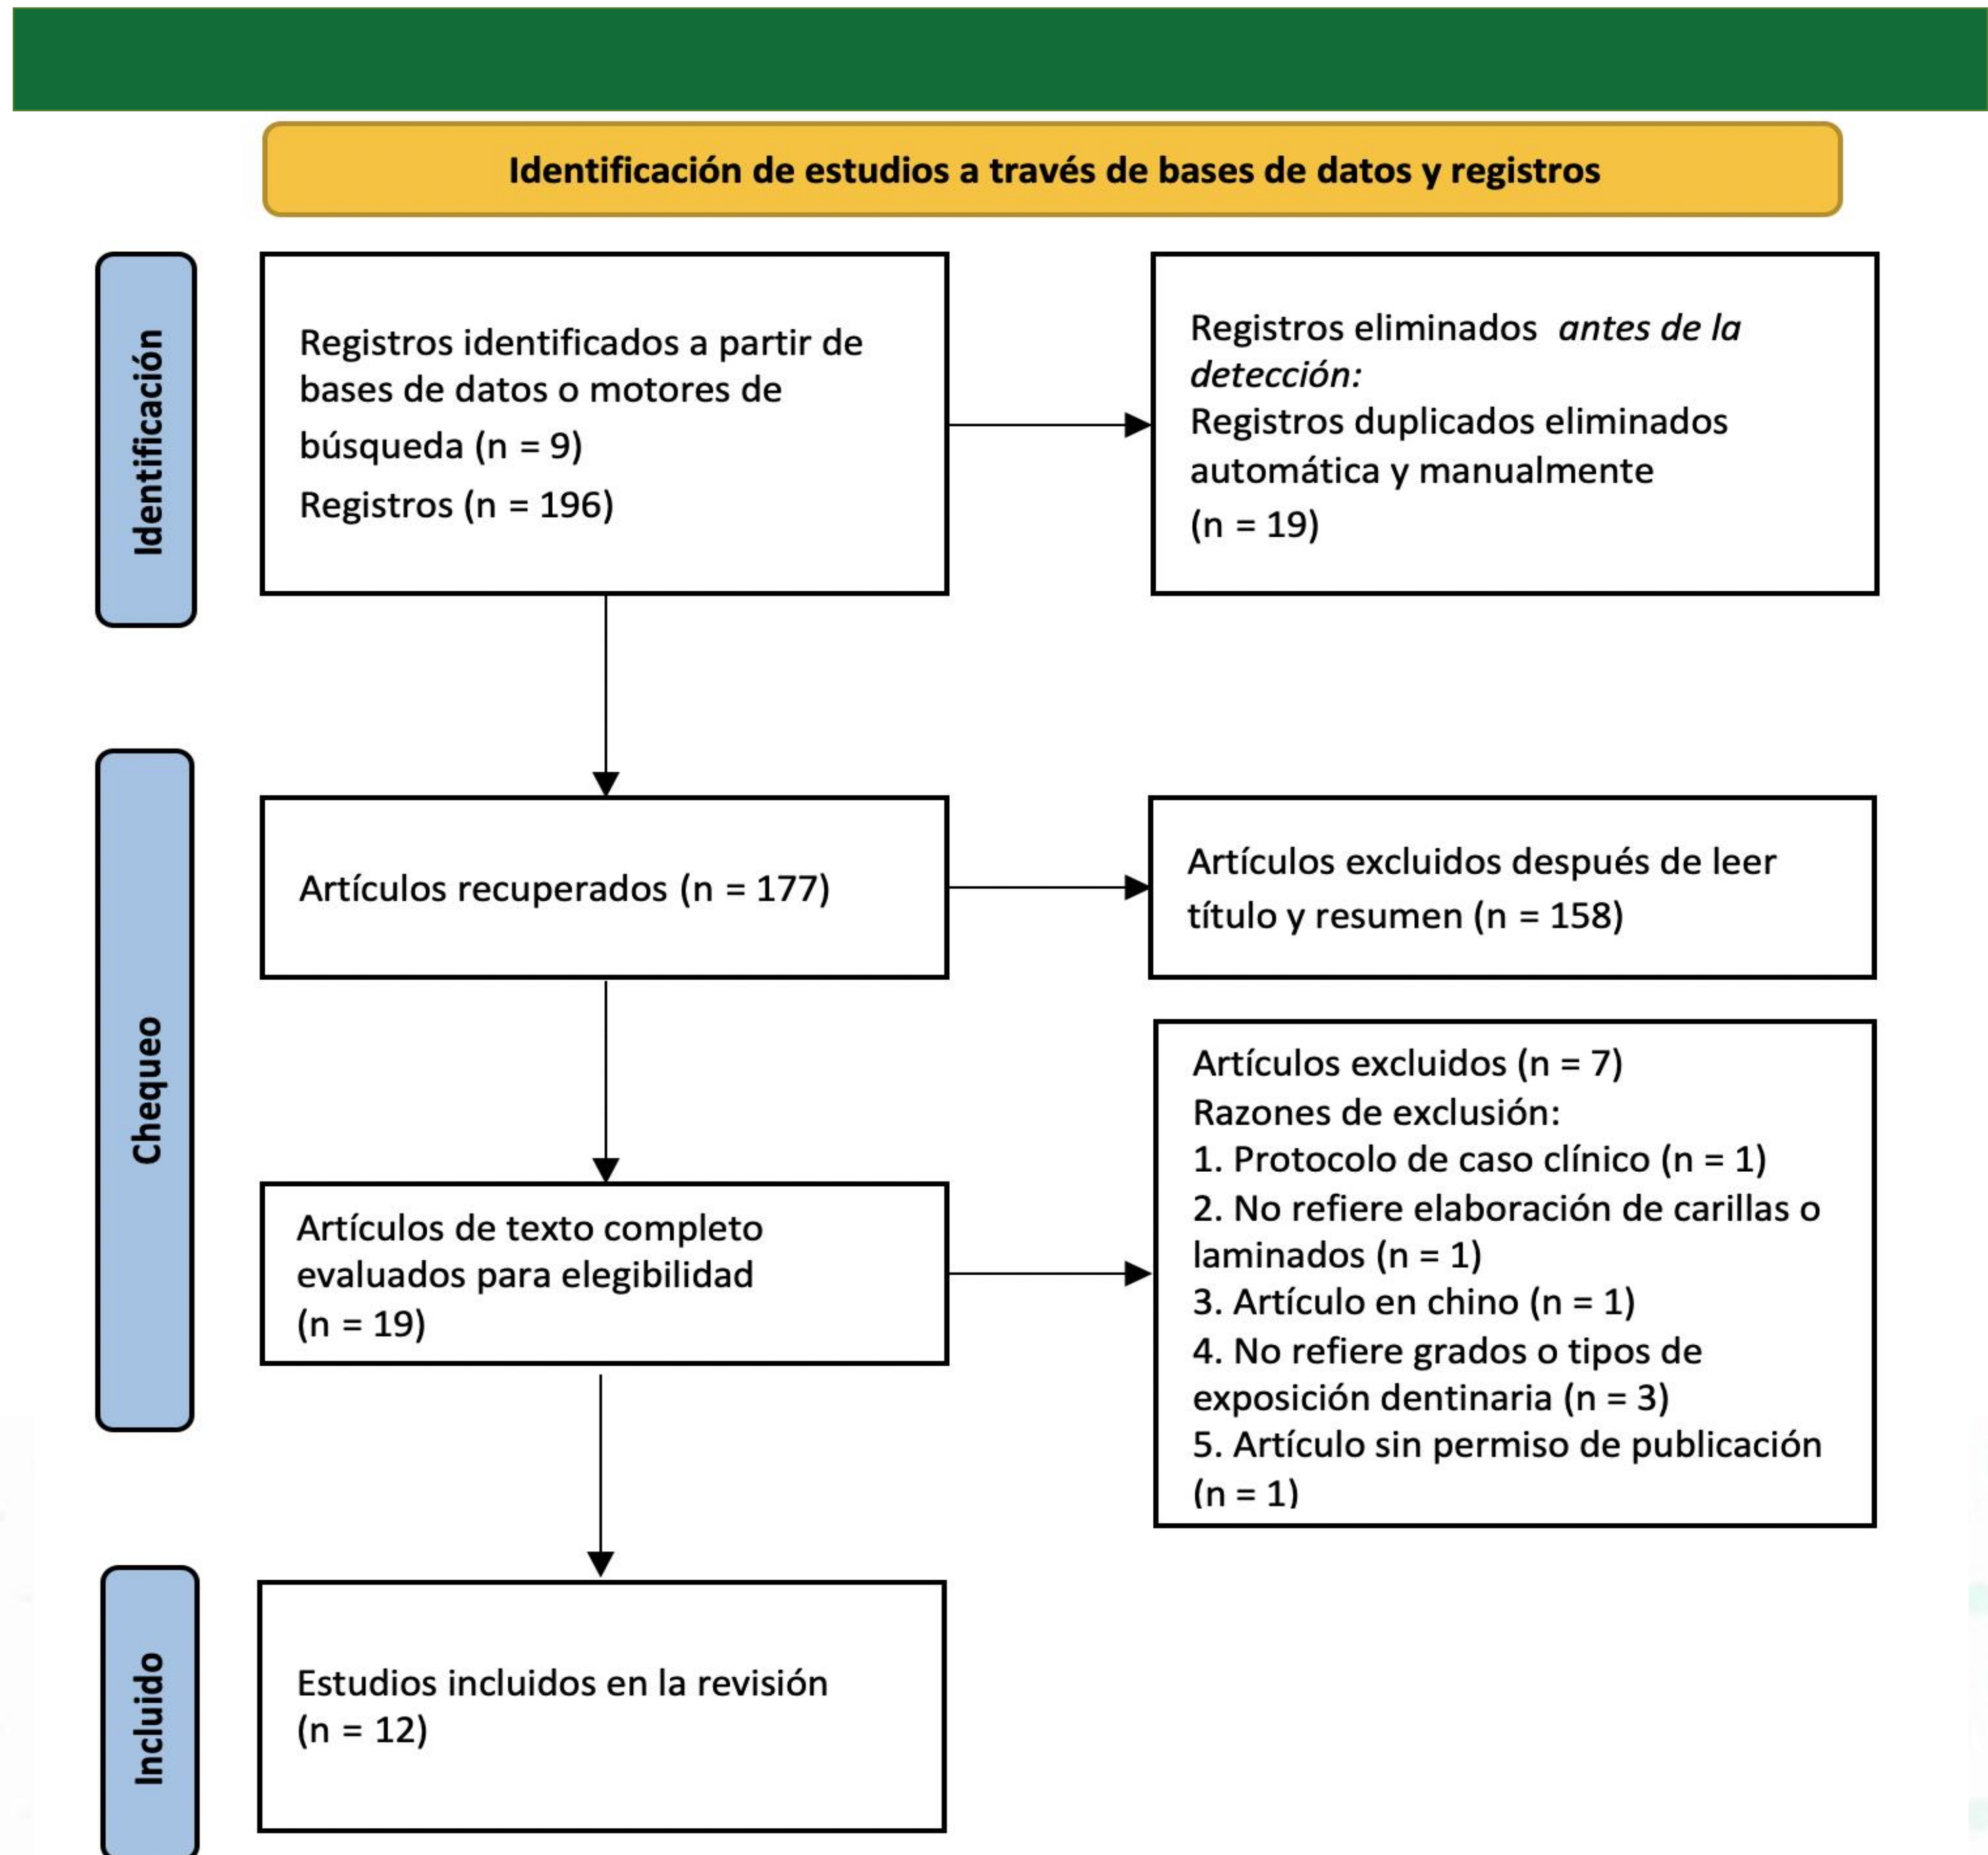 Identificación de estudios a través de bases de datos y registros
Identificación
Registros identificados a partir de
bases de datos o motores de
búsqueda (n = 9)
Registros (n = 196)
Registros eliminados antes de la
detección:
Registros duplicados eliminados
automática y manualmente
(n = 19)
Chequeo
Artículos recuperados (n = 177)
Artículos excluidos después de leer
título y resumen (n = 158)
Artículos de texto completo
evaluados para elegibilidad
(n = 19)
Artículos excluidos (n = 7)
Razones de exclusión:
1. Protocolo de caso clínico (n = 1)
2. No refiere elaboración de carillas o
laminados (n = 1)
3. Artículo en chino (n = 1)
4. No refiere grados o tipos de
exposición dentinaria (n = 3)
5. Artículo sin permiso de publicación
(n = 1)
Incluido
Estudios incluidos en la revisión
(n = 12)